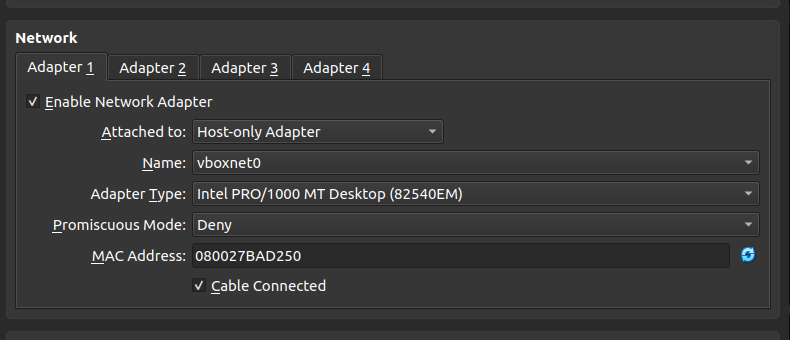 Network
Adapter 1 Adapter 2 Adapter 3 Adapter 4
Enable Network Adapter
Attached to: Host-only Adapter
Name: vboxnet0
Adapter Type: Intel PRO/1000 MT Desktop (82540EM)
Promiscuous Mode: Deny
MAC Address: 080027BAD250
Cable Connected